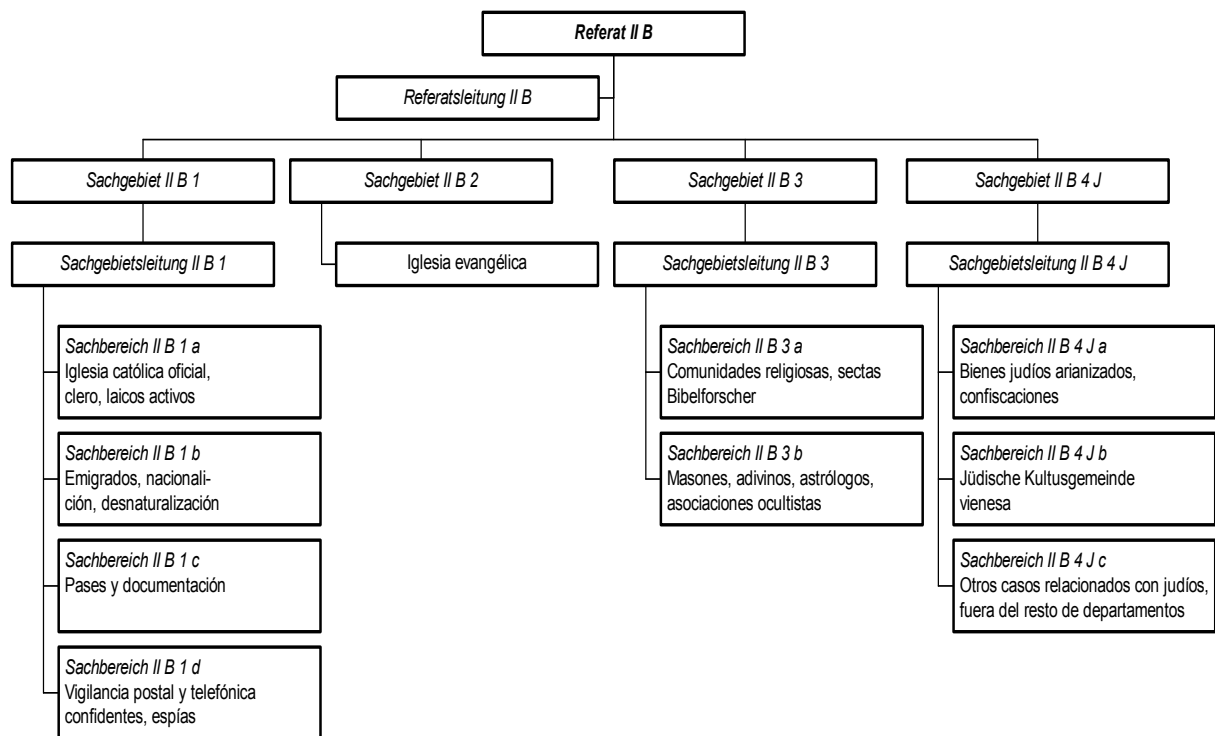 Referat II B
Referatsleitung II B
Sachgebiet II B 1
Sachgebiet II B 2
Sachgebiet II B 3
Sachgebiet II B 4 J
Sachgebietsleitung II B 1
Iglesia evangélica
Sachgebietsleitung II B 3
Sachgebietsleitung II B 4 J
Sachbereich II B 1 a
Iglesia católica oficial,
clero, laicos activos
Sachbereich II B 1 b
Emigrados, nacionali-
ción, desnaturalización
Sachbereich II B 1 c
Pases y documentación
Sachbereich II B 1 d
Vigilancia postal y telefónica
confidentes, espías
Sachbereich II B 3 a
Comunidades religiosas, sectas
Bibelforscher
Sachbereich II B 3 b
Masones, adivinos, astrólogos,
asociaciones ocultistas
Sachbereich II B 4 J a
Bienes judíos arianizados,
confiscaciones
Sachbereich II B 4 J b
Jüdische Kultusgemeinde
vienesa
Sachbereich II B 4 J c
Otros casos relacionados con judíos,
fuera del resto de departamentos